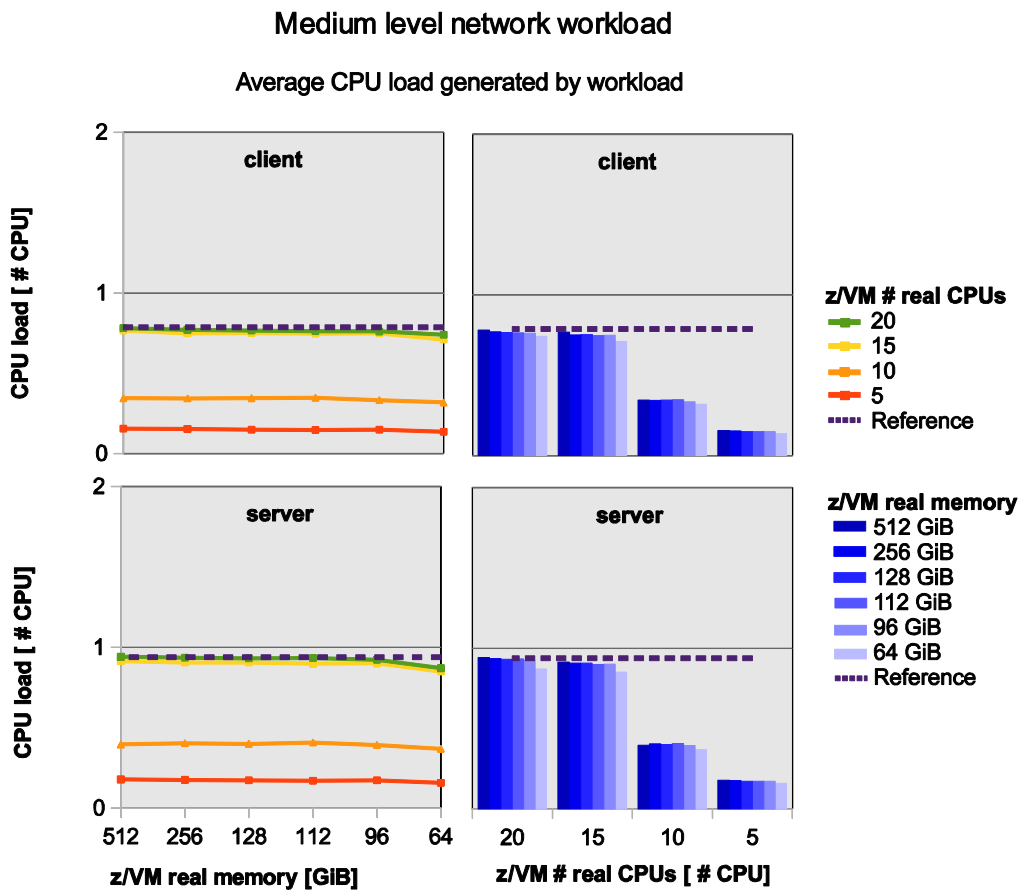 Medium level network workload
Average CPU load generated by workload
CPU load [ # CPU]
2
1
0
client
client
z/VM # real CPUs
20
15
10
5
Reference
CPU load [ # CPU]
2
1
0
server
server
z/VM real memory
512 GiB
256 GiB
128 GiB
112 GiB
96 GiB
64 GiB
Reference
512 256 128 112 96 64
20 15 10 5
z/VM real memory [GiB]
z/VM # real CPUs [ # CPU]